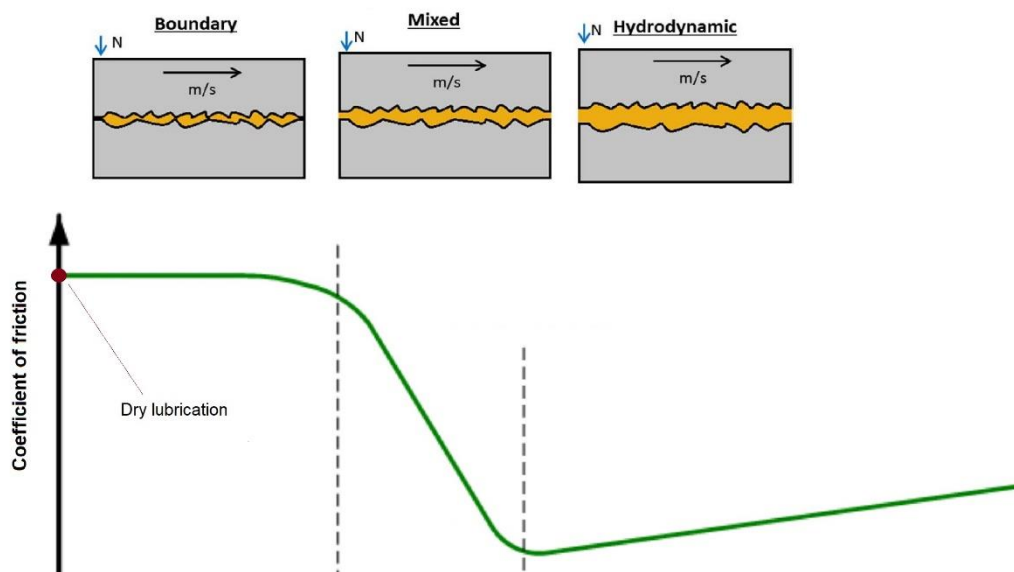 Boundary
N
m/s
Mixed
N
m/s
Hydrodynamic
N
m/s
Coefficient of friction
Dry lubrication